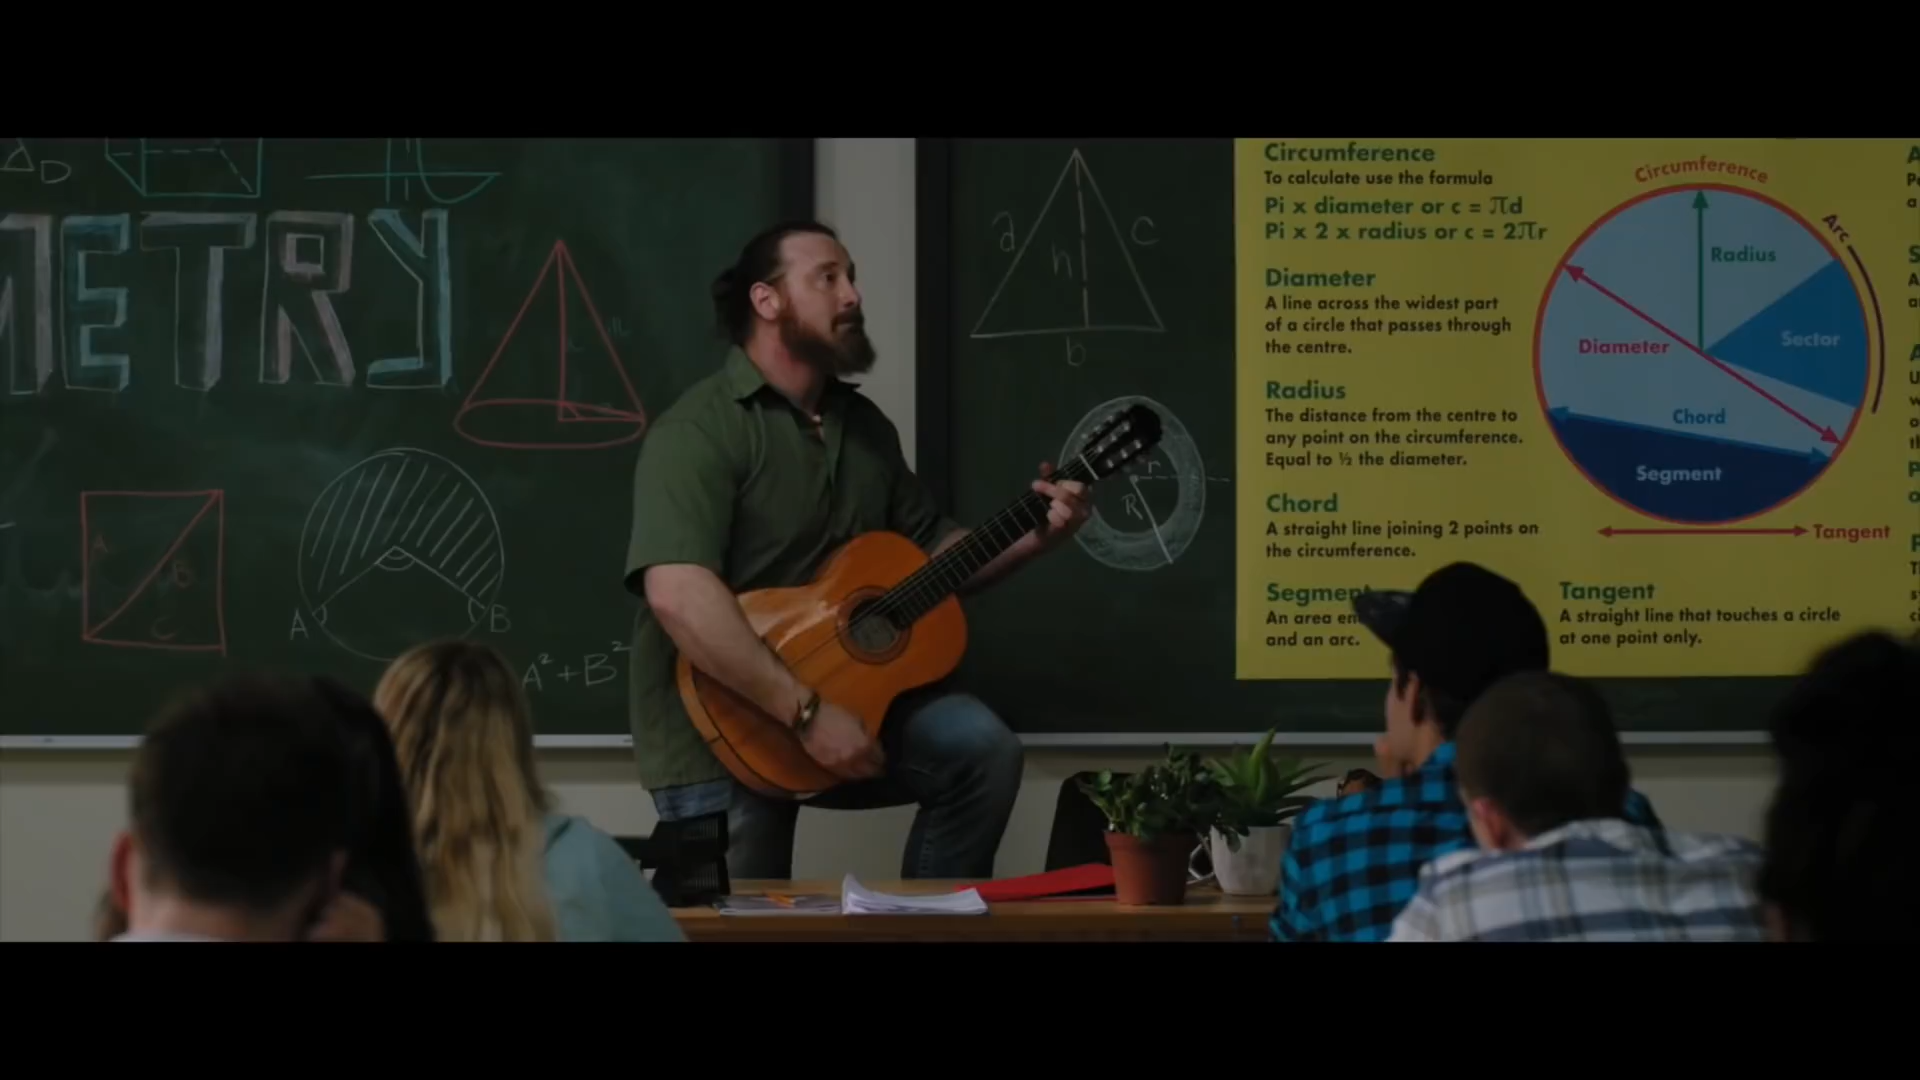 D
METRY
a
h
c
b
A
B
C
A
B
A² + B²
r
R
Circumference
To calculate use the formula
Pi x diameter or c = πd
Pi x 2 x radius or c = 2πr
Diameter
A line across the widest part
of a circle that passes through
the centre.
Radius
The distance from the centre to
any point on the circumference.
Equal to ½ the diameter.
Chord
A straight line joining 2 points on
the circumference.
Segment
An area en
and an arc.
Circumference
Arc
Radius
Sector
Diameter
Chord
Segment
Tangent
Tangent
A straight line that touches a circle
at one point only.